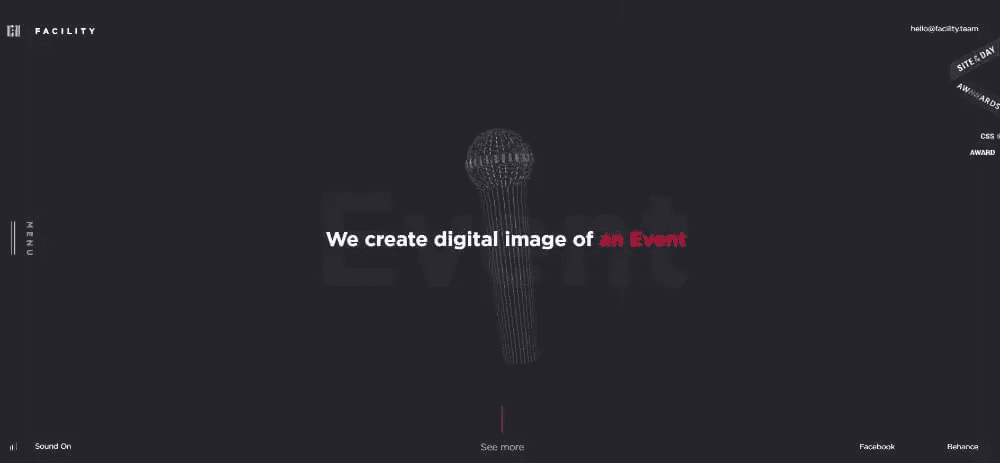 FACILITY
hello@facility.team
SITE OF THE DAY
AWWWARDS
CSS
AWARD
Event
We create digital image of an Event
MENU
Sound On
See more
Facebook
Behance